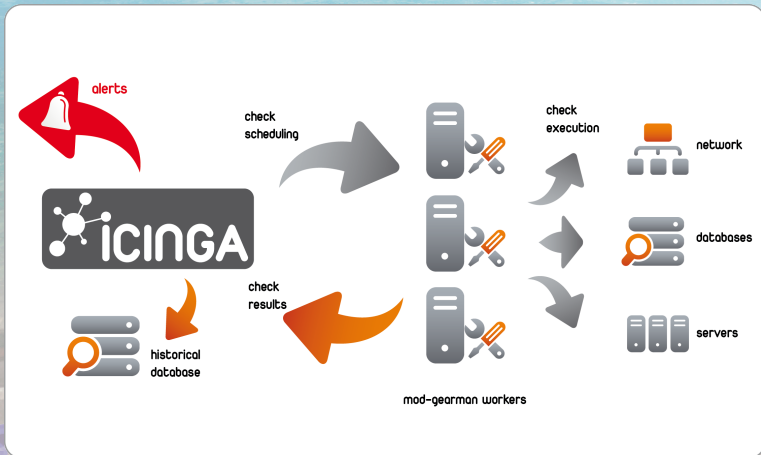 alerts
check
scheduling
check
execution
network
ICINGA
databases
check
results
historical
database
servers
mod-gearman workers